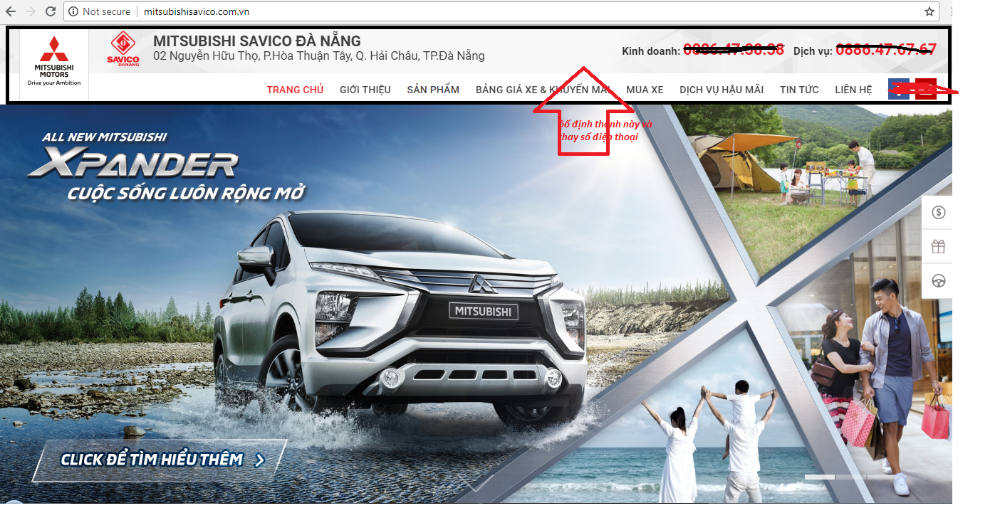 Not secure
mitsubishisavico.com.vn
MITSUBISHI MOTORS
Drive your Ambition
SAVICO
DANANG
MITSUBISHI SAVICO ĐÀ NẴNG
02 Nguyễn Hữu Thọ, P.Hòa Thuận Tây, Q. Hải Châu, TP.Đà Nẵng
Kinh doanh: 0886.47.38.38 Dịch vụ: 0886.47.67.67
TRANG CHỦ GIỚI THIỆU SẢN PHẨM BẢNG GIÁ XE & KHUYẾN MÃI MUA XE DỊCH VỤ HẬU MÃI TIN TỨC LIÊN HỆ
định thanh này và
thay số điện thoại
ALL NEW MITSUBISHI
XPANDER
CUỘC SỐNG LUÔN RỘNG MỞ
MITSUBISHI
CLICK ĐỂ TÌM HIỂU THÊM